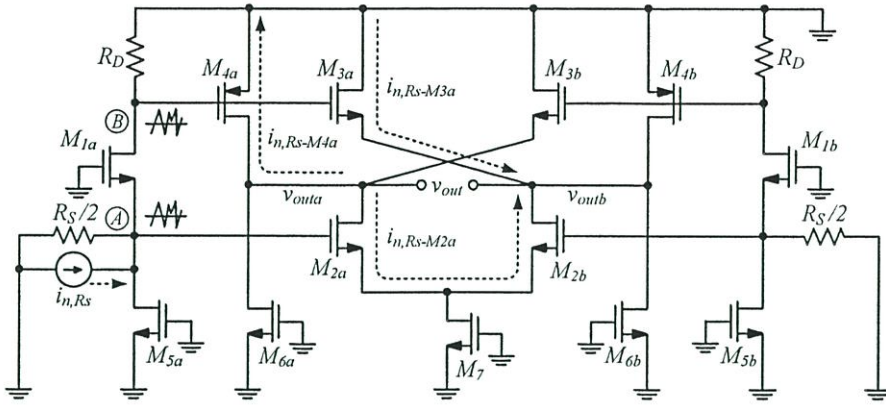 R_D M_4a M_3a i_n,Rs-M3a M_3b M_4b R_D
B
M_1a i_n,Rs-M4a M_1b
R_S/2 A v_outa v_out v_outb R_S/2
M_2a i_n,Rs-M2a M_2b
i_n,Rs
M_5a M_6a M_7 M_6b M_5b